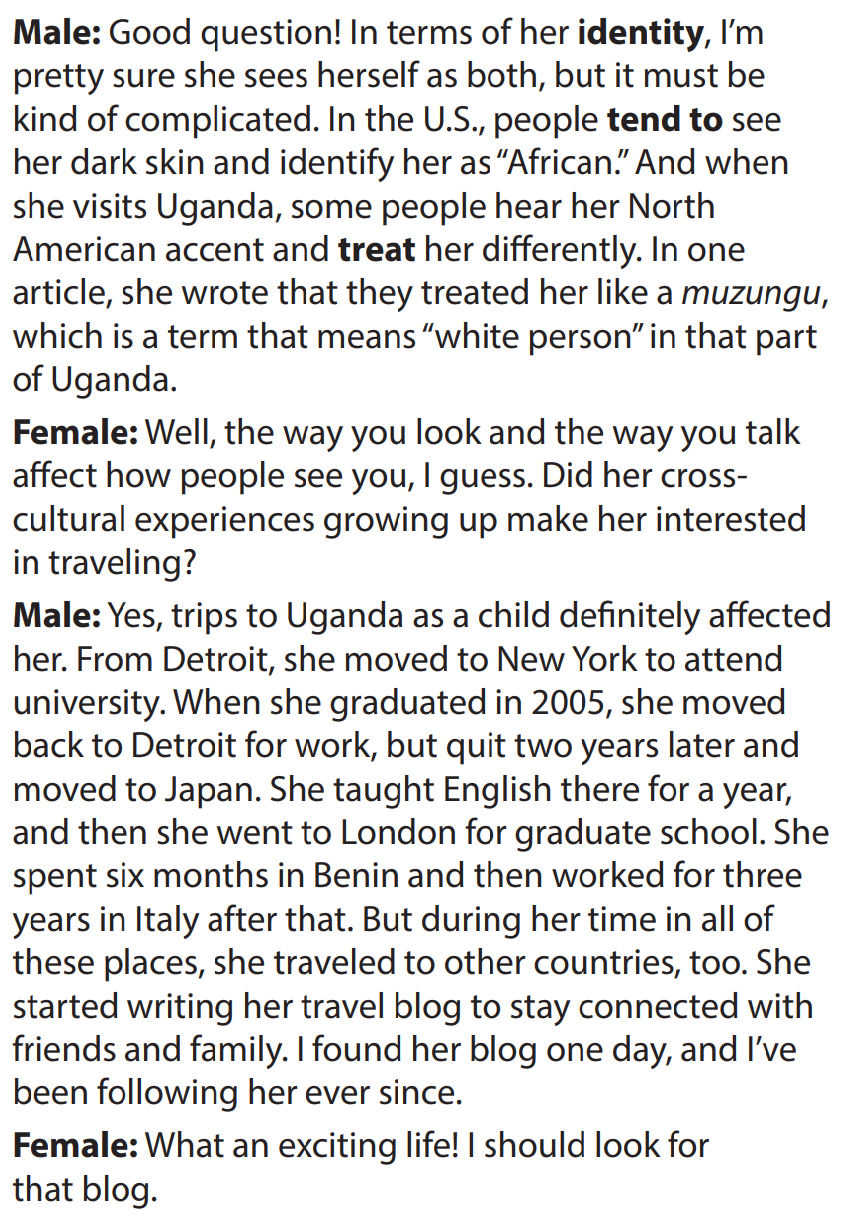 Male: Good question! In terms of her identity, I’m
pretty sure she sees herself as both, but it must be
kind of complicated. In the U.S., people tend to see
her dark skin and identify her as “African.” And when
she visits Uganda, some people hear her North
American accent and treat her differently. In one
article, she wrote that they treated her like a muzungu,
which is a term that means “white person” in that part
of Uganda.
Female: Well, the way you look and the way you talk
affect how people see you, I guess. Did her cross-
cultural experiences growing up make her interested
in traveling?
Male: Yes, trips to Uganda as a child definitely affected
her. From Detroit, she moved to New York to attend
university. When she graduated in 2005, she moved
back to Detroit for work, but quit two years later and
moved to Japan. She taught English there for a year,
and then she went to London for graduate school. She
spent six months in Benin and then worked for three
years in Italy after that. But during her time in all of
these places, she traveled to other countries, too. She
started writing her travel blog to stay connected with
friends and family. I found her blog one day, and I’ve
been following her ever since.
Female: What an exciting life! I should look for
that blog.